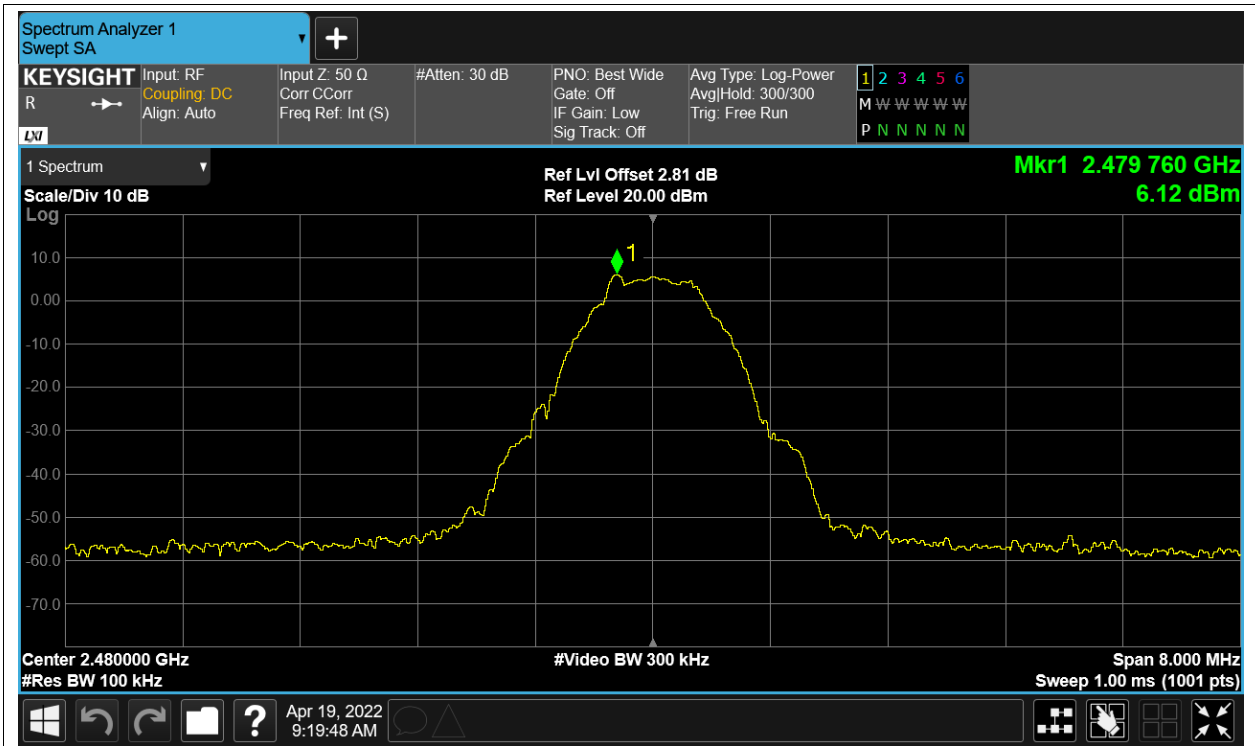 Spectrum Analyzer 1
Swept SA
KEYSIGHT
R
LXI
Input: RF
Coupling: DC
Align: Auto
Input Z: 50 Ω
Corr CCorr
Freq Ref: Int (S)
#Atten: 30 dB
PNO: Best Wide
Gate: Off
IF Gain: Low
Sig Track: Off
Avg Type: Log-Power
Avg|Hold: 300/300
Trig: Free Run
1 2 3 4 5 6
M W W W W W
P N N N N N
1 Spectrum
Scale/Div 10 dB
Ref Lvl Offset 2.81 dB
Ref Level 20.00 dBm
Mkr1 2.479 760 GHz
6.12 dBm
Log
1
10.0
0.00
-10.0
-20.0
-30.0
-40.0
-50.0
-60.0
-70.0
Center 2.480000 GHz
#Video BW 300 kHz
Span 8.000 MHz
#Res BW 100 kHz
Sweep 1.00 ms (1001 pts)
?
Apr 19, 2022
9:19:48 AM